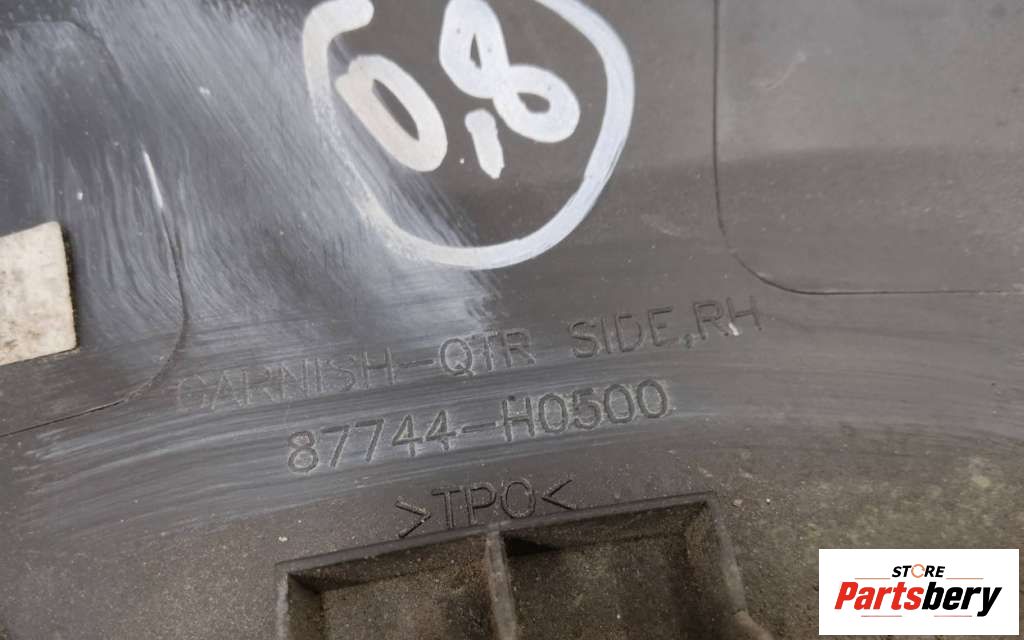 0,8
GARNISH-QTR SIDE,RH
87744-H0500
>TPO<
STORE
Partsbery